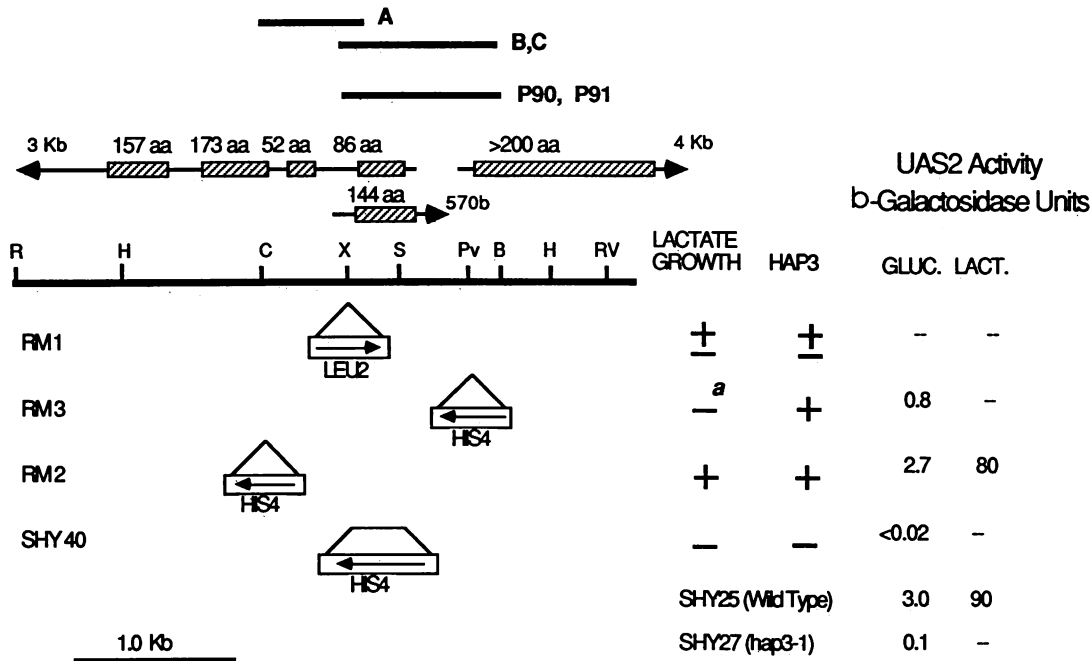 A
B,C
P90, P91
3 Kb 157 aa 173 aa 52 aa 86 aa >200 aa 4 Kb
144 aa 570b
UAS2 Activity
b-Galactosidase Units
R H C X S Pv B H RV
LACTATE GROWTH HAP3 GLUC. LACT.
RM1 LEU2 ± ± -- --
RM3 HIS4 –a + 0.8 –
RM2 HIS4 + + 2.7 80
SHY40 HIS4 – – <0.02 –
SHY25 (Wild Type) 3.0 90
SHY27 (hap3-1) 0.1 –
1.0 Kb